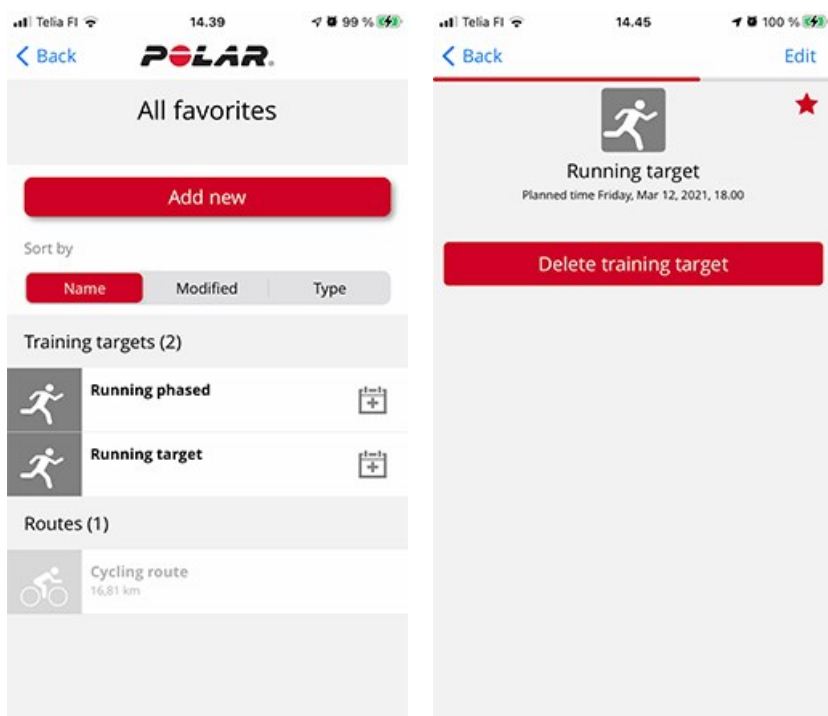 Telia FI
14.39
99 %
Back
POLAR.
All favorites
Add new
Sort by
Name
Modified
Type
Training targets (2)
Running phased
Running target
Routes (1)
Cycling route
16,81 km
Telia FI
14.45
100 %
Back
Edit
Running target
Planned time Friday, Mar 12, 2021, 18.00
Delete training target